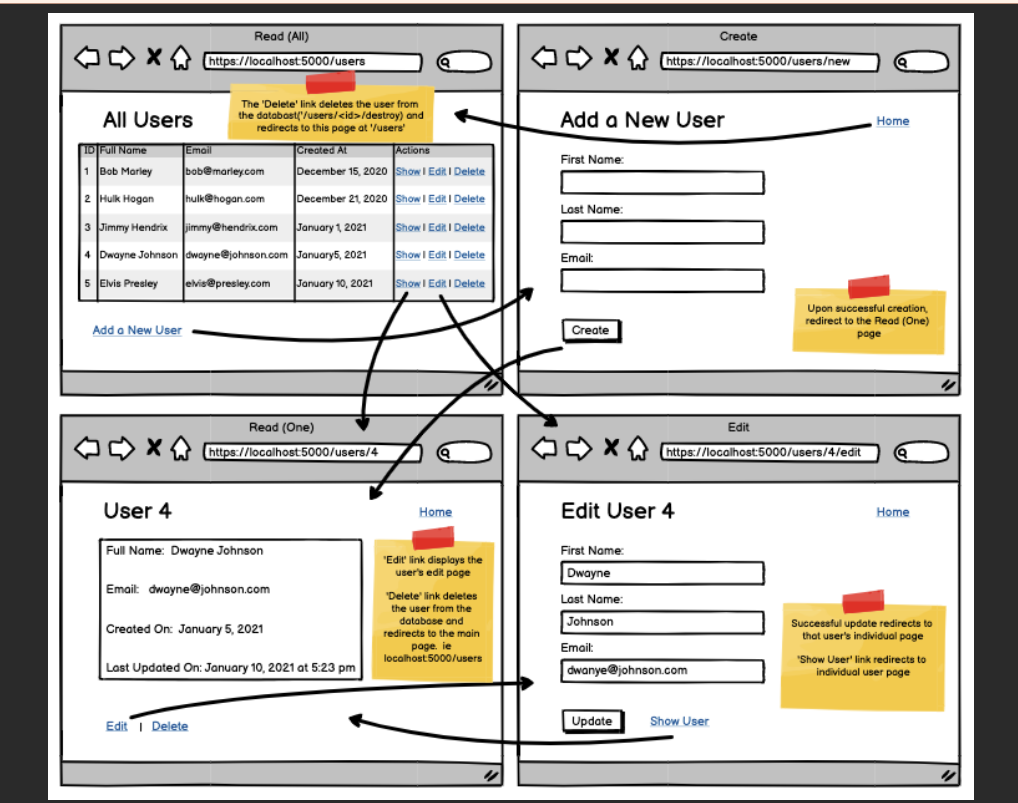 Read (All)
https://localhost:5000/users
The 'Delete' link deletes the user from
the databast('/users/<id>/destroy) and
redirects to this page at '/users'
All Users
ID Full Name Email Created At Actions
1 Bob Marley bob@marley.com December 15, 2020 Show | Edit | Delete
2 Hulk Hogan hulk@hogan.com December 21, 2020 Show | Edit | Delete
3 Jimmy Hendrix jimmy@hendrix.com January 1, 2021 Show | Edit | Delete
4 Dwayne Johnson dwayne@johnson.com January5, 2021 Show | Edit | Delete
5 Elvis Presley elvis@presley.com January 10, 2021 Show | Edit | Delete
Add a New User
Create
https://localhost:5000/users/new
Add a New User
Home
First Name:
Last Name:
Email:
Create
Upon successful creation,
redirect to the Read (One)
page
Read (One)
https://localhost:5000/users/4
User 4
Home
Full Name: Dwayne Johnson
Email: dwayne@johnson.com
Created On: January 5, 2021
Last Updated On: January 10, 2021 at 5:23 pm
'Edit' link displays the
user's edit page
'Delete' link deletes
the user from the
database and
redirects to the main
page. ie
localhost:5000/users
Edit | Delete
Edit
https://localhost:5000/users/4/edit
Edit User 4
Home
First Name:
Dwayne
Last Name:
Johnson
Email:
dwanye@johnson.com
Update
Show User
Successful update redirects to
that user's individual page
'Show User' link redirects to
individual user page